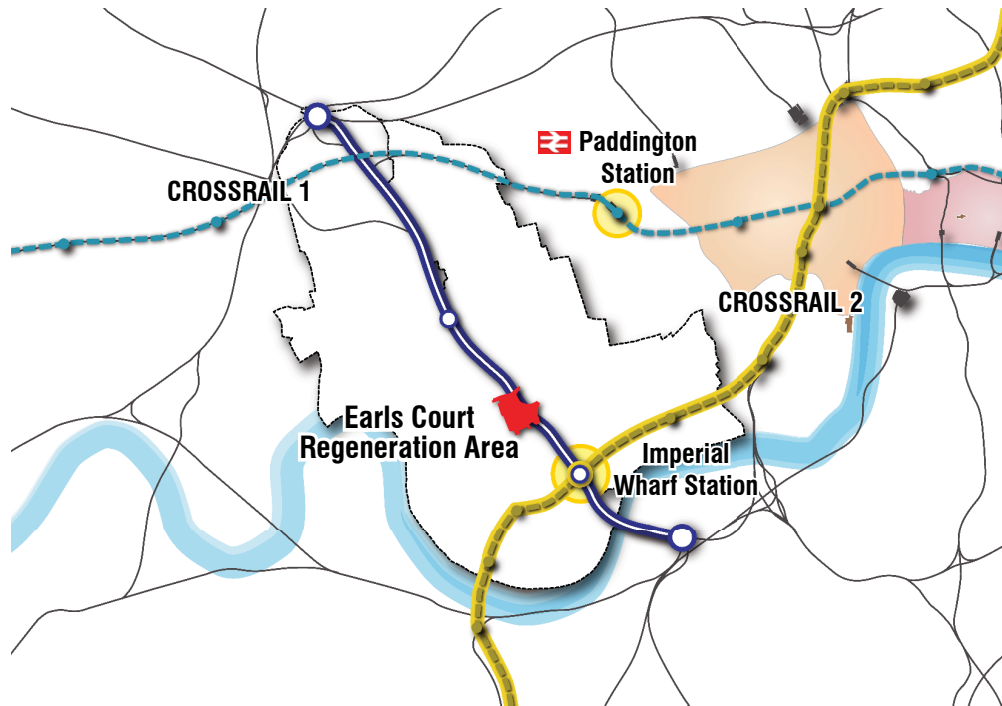 Paddington
Station
CROSSRAIL 1
CROSSRAIL 2
Earls Court
Regeneration Area
Imperial
Wharf Station